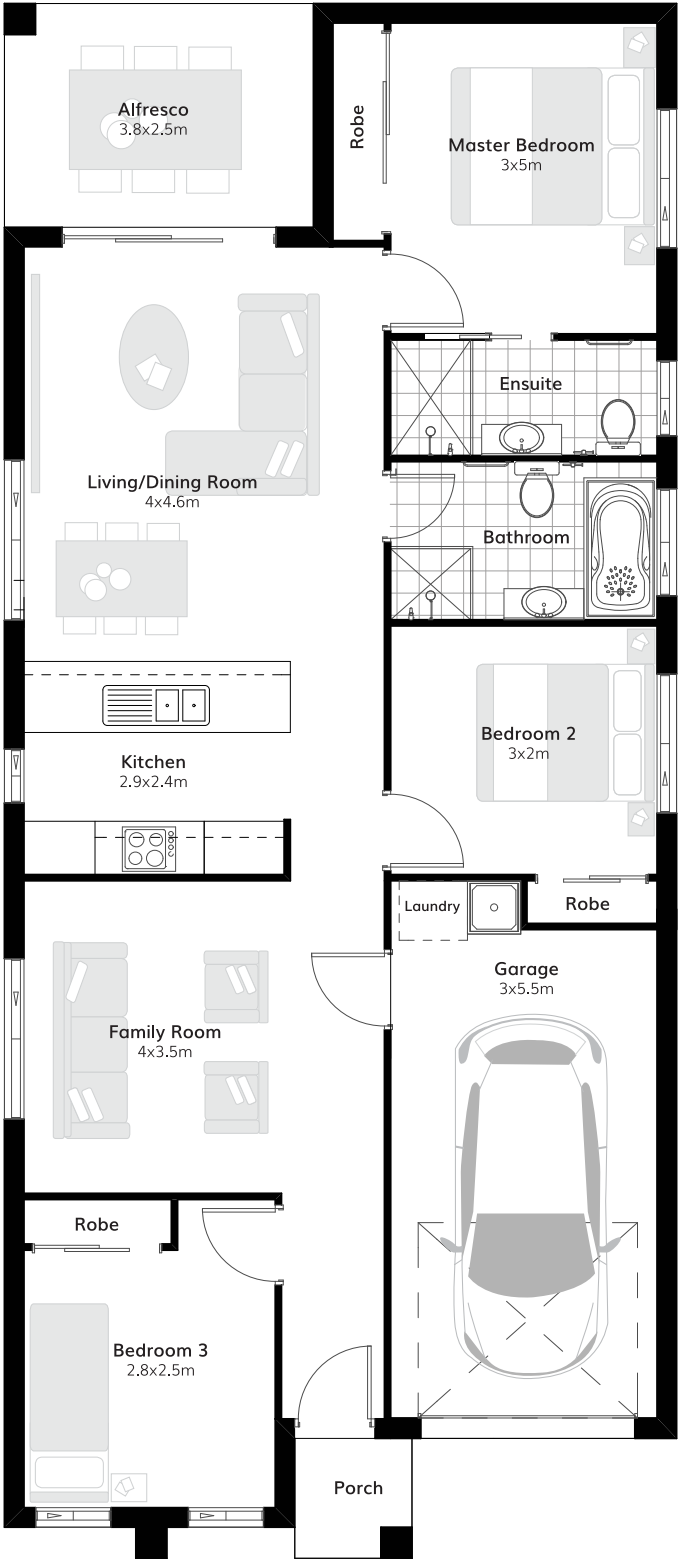 Alfresco
3.8x2.5m
Robe
Master Bedroom
3x5m
Ensuite
Living/Dining Room
4x4.6m
Bathroom
Kitchen
2.9x2.4m
Bedroom 2
3x2m
Laundry
Robe
Garage
3x5.5m
Family Room
4x3.5m
Robe
Bedroom 3
2.8x2.5m
Porch